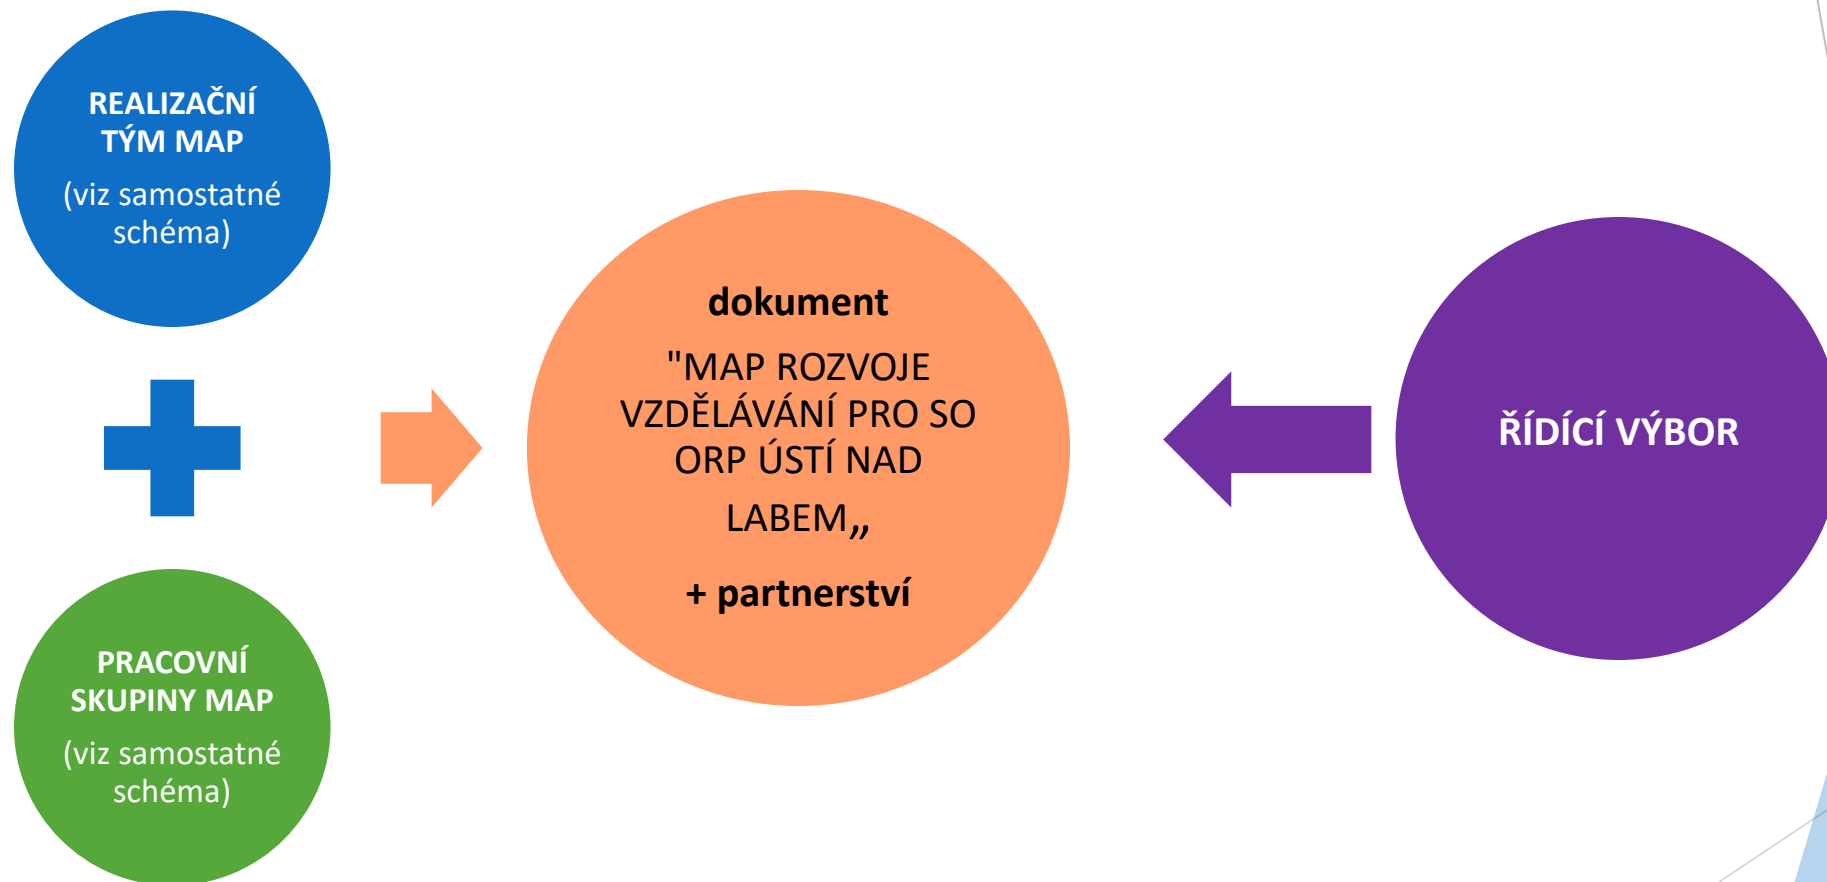 REALIZAČNÍ
TÝM MAP
(viz samostatné
schéma)
PRACOVNÍ
SKUPINY MAP
(viz samostatné
schéma)
dokument
"MAP ROZVOJE
VZDĚLÁVÁNÍ PRO SO
ORP ÚSTÍ NAD
LABEM„
+ partnerství
ŘÍDÍCÍ VÝBOR